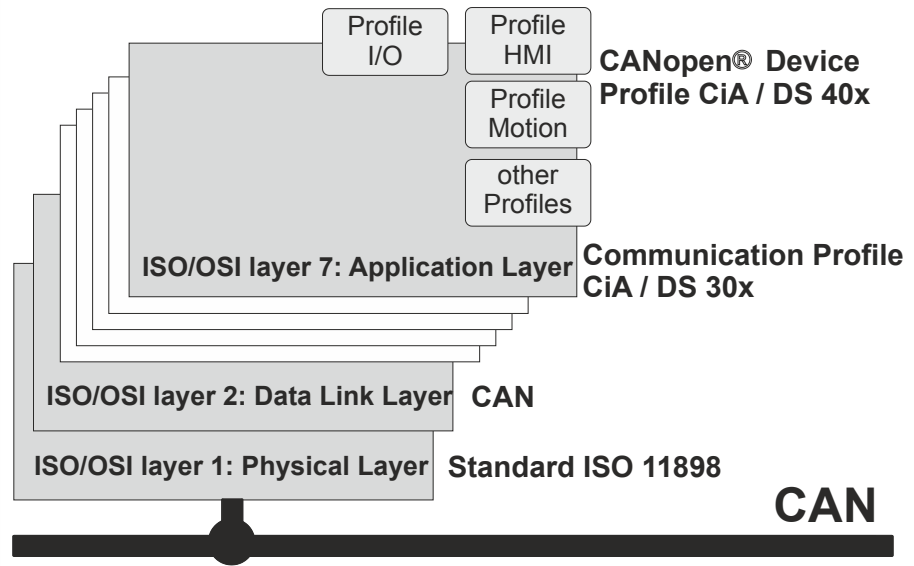 Profile
I/O
Profile
HMI
CANopen® Device
Profile CiA / DS 40x
Profile
Motion
other
Profiles
ISO/OSI layer 7: Application Layer
Communication Profile
CiA / DS 30x
ISO/OSI layer 2: Data Link Layer
CAN
ISO/OSI layer 1: Physical Layer
Standard ISO 11898
CAN